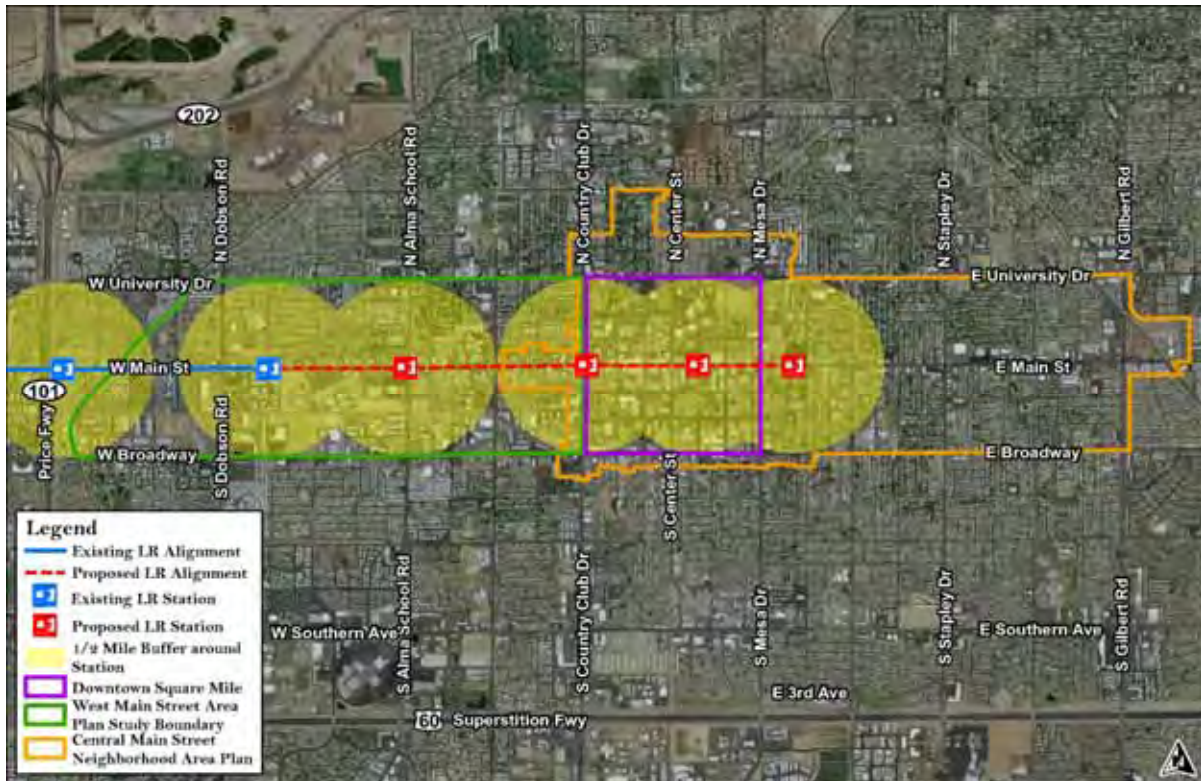 202
N Dobson Rd
N Alma School Rd
N Country Club Dr
N Center St
N Mesa Dr
N Stapley Dr
N Gilbert Rd
W University Dr
E University Dr
W Main St
E Main St
101
Price Fwy
W Broadway
E Broadway
S Dobson Rd
S Center St
S Alma School Rd
S Country Club Dr
S Mesa Dr
S Stapley Dr
S Gilbert Rd
W Southern Ave
E Southern Ave
E 3rd Ave
60 Superstition Fwy
Legend
Existing LR Alignment
Proposed LR Alignment
Existing LR Station
Proposed LR Station
1/2 Mile Buffer around
Station
Downtown Square Mile
West Main Street Area
Plan Study Boundary
Central Main Street
Neighborhood Area Plan